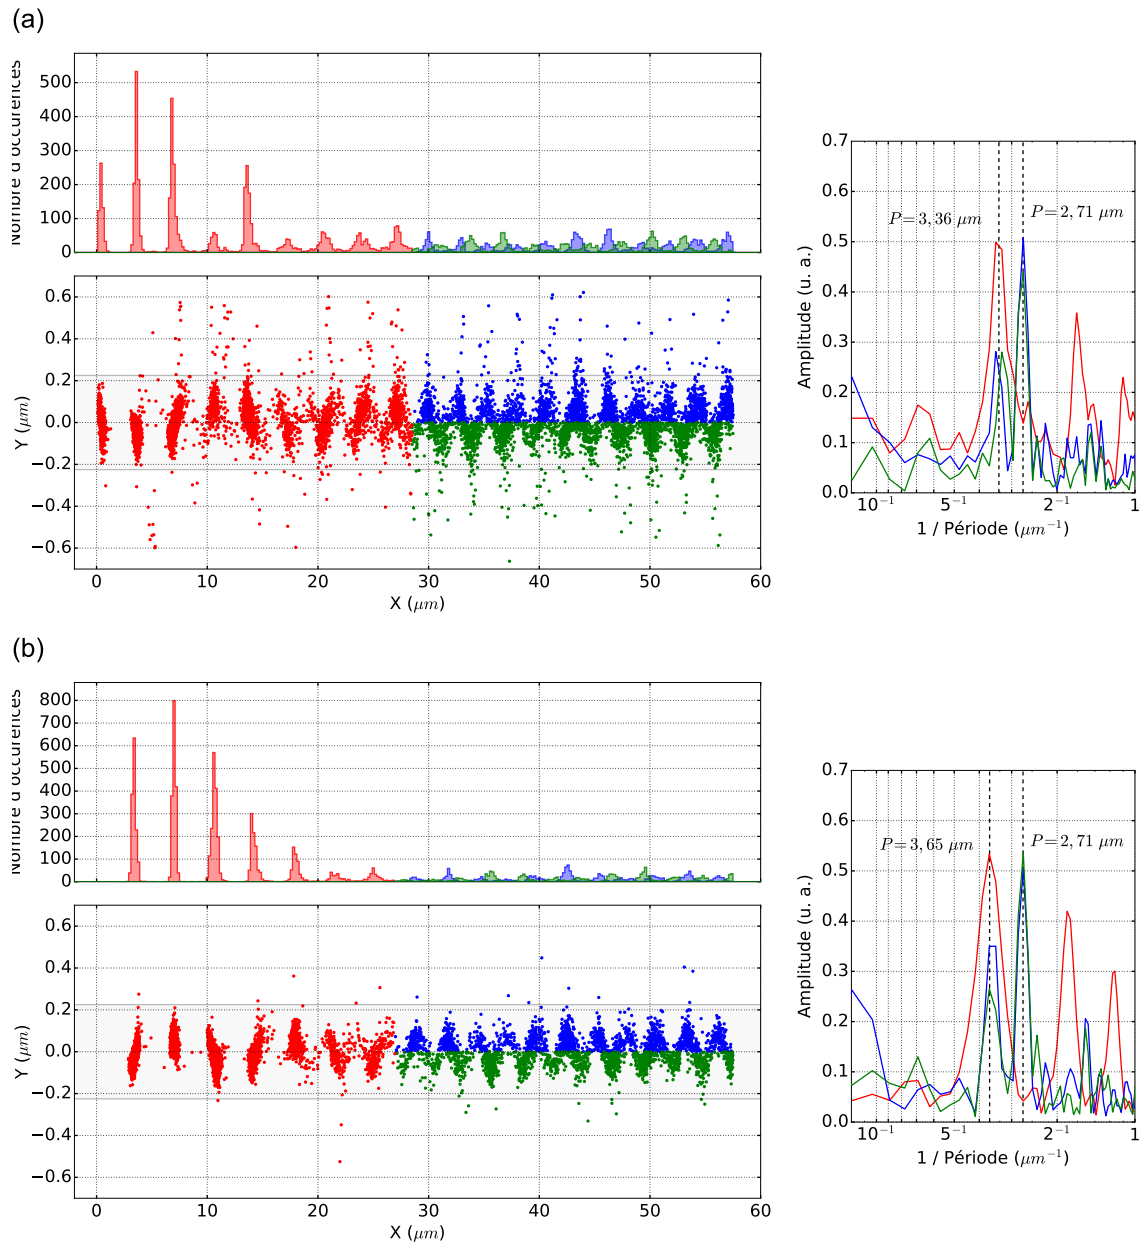 (a)
Nombre d'occurences
500
400
300
200
100
0
0.6
0.4
0.2
0.0
−0.2
−0.4
−0.6
Y (μm)
0 10 20 30 40 50 60
X (μm)
0.7
0.6
0.5
0.4
0.3
0.2
0.1
0.0
Amplitude (u. a.)
P = 3, 36 μm
P = 2, 71 μm
10⁻¹ 5⁻¹ 2⁻¹ 1
1 / Période (μm⁻¹)
(b)
Nombre d'occurences
800
700
600
500
400
300
200
100
0
0.6
0.4
0.2
0.0
−0.2
−0.4
−0.6
Y (μm)
0 10 20 30 40 50 60
X (μm)
0.7
0.6
0.5
0.4
0.3
0.2
0.1
0.0
Amplitude (u. a.)
P = 3, 65 μm
P = 2, 71 μm
10⁻¹ 5⁻¹ 2⁻¹ 1
1 / Période (μm⁻¹)